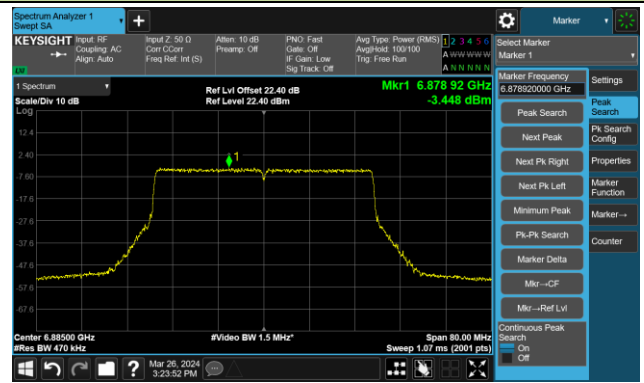 Spectrum Analyzer 1
Swept SA
+
Marker
KEYSIGHT
Input: RF
Coupling: AC
Align: Auto
Input Z: 50 Ω
Corr CCorr
Freq Ref: Int (S)
Atten: 10 dB
Preamp: Off
PNO: Fast
Gate: Off
IF Gain: Low
Sig Track: Off
Avg Type: Power (RMS)
Avg|Hold: 100/100
Trig: Free Run
1 2 3 4 5 6
A W W W W W
A N N N N N
Select Marker
Marker 1
1 Spectrum
Scale/Div 10 dB
Log
Ref Lvl Offset 22.40 dB
Ref Level 22.40 dBm
Mkr1 6.878 92 GHz
-3.448 dBm
12.4
2.40
-7.60
-17.6
-27.6
-37.6
-47.6
-57.6
-67.6
1
Center 6.88500 GHz
#Res BW 470 kHz
#Video BW 1.5 MHz*
Span 80.00 MHz
Sweep 1.07 ms (2001 pts)
Marker Frequency
6.878920000 GHz
Peak Search
Next Peak
Next Pk Right
Next Pk Left
Minimum Peak
Pk-Pk Search
Marker Delta
Mkr→CF
Mkr→Ref Lvl
Continuous Peak
Search
On
Off
Settings
Peak
Search
Pk Search
Config
Properties
Marker
Function
Marker→
Counter
?
Mar 26, 2024
3:23:52 PM